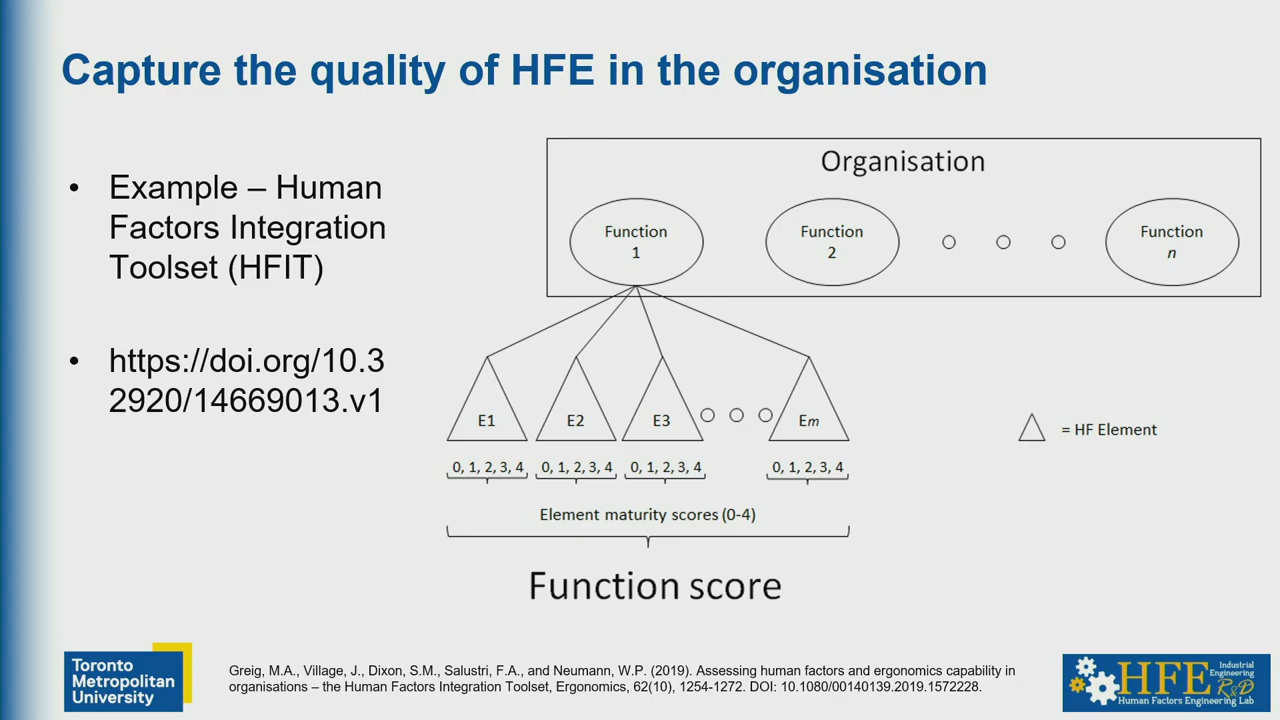 Capture the quality of HFE in the organisation
• Example – Human
Factors Integration
Toolset (HFIT)
• https://doi.org/10.3
2920/14669013.v1
Organisation
Function
1
Function
2
Function
n
E1
E2
E3
Em
0, 1, 2, 3, 4
0, 1, 2, 3, 4
0, 1, 2, 3, 4
0, 1, 2, 3, 4
= HF Element
Element maturity scores (0-4)
Function score
Toronto
Metropolitan
University
Greig, M.A., Village, J., Dixon, S.M., Salustri, F.A., and Neumann, W.P. (2019). Assessing human factors and ergonomics capability in
organisations – the Human Factors Integration Toolset, Ergonomics, 62(10), 1254-1272. DOI: 10.1080/00140139.2019.1572228.
HFE
Industrial
Engineering
R&D
Human Factors Engineering Lab